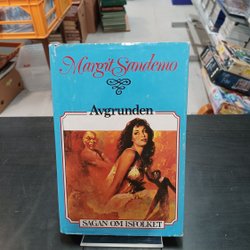 Margit Sandemo
Avgrunden
SAGAN OM ISFOLKET